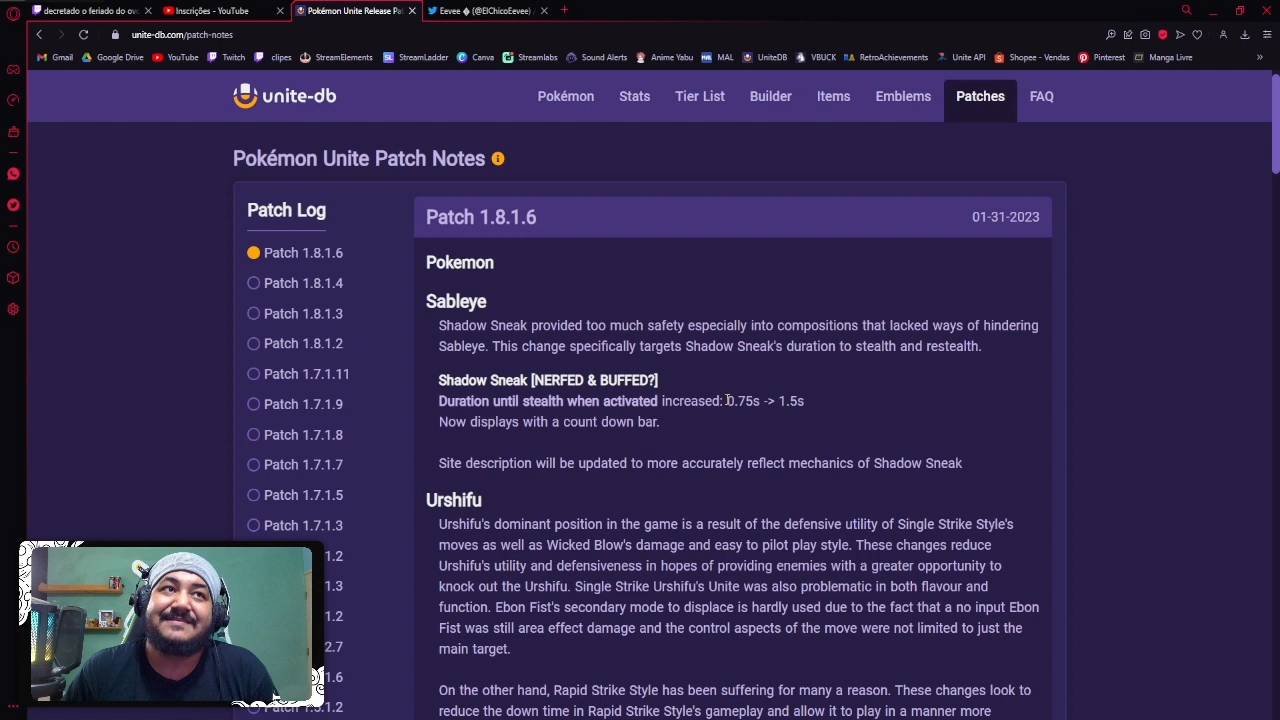 decretado o feriado do ovo
Inscrições - YouTube
Pokémon Unite Release Pat
Eevee ♦ (@ElChicoEevee) /
unite-db.com/patch-notes
Gmail
Google Drive
YouTube
Twitch
clipes
StreamElements
StreamLadder
Canva
Streamlabs
Sound Alerts
Anime Yabu
MAL
UniteDB
VBUCK
RetroAchievements
Unite API
Shopee - Vendas
Pinterest
Manga Livre
unite-db
Pokémon
Stats
Tier List
Builder
Items
Emblems
Patches
FAQ
Pokémon Unite Patch Notes
Patch Log
Patch 1.8.1.6
Patch 1.8.1.4
Patch 1.8.1.3
Patch 1.8.1.2
Patch 1.7.1.11
Patch 1.7.1.9
Patch 1.7.1.8
Patch 1.7.1.7
Patch 1.7.1.5
Patch 1.7.1.3
.1.2
.1.3
.1.2
.2.7
.1.6
.1.2
Patch 1.8.1.6
01-31-2023
Pokemon
Sableye
Shadow Sneak provided too much safety especially into compositions that lacked ways of hindering
Sableye. This change specifically targets Shadow Sneak's duration to stealth and restealth.
Shadow Sneak [NERFED & BUFFED?]
Duration until stealth when activated increased: 0.75s -> 1.5s
Now displays with a count down bar.
Site description will be updated to more accurately reflect mechanics of Shadow Sneak
Urshifu
Urshifu's dominant position in the game is a result of the defensive utility of Single Strike Style's
moves as well as Wicked Blow's damage and easy to pilot play style. These changes reduce
Urshifu's utility and defensiveness in hopes of providing enemies with a greater opportunity to
knock out the Urshifu. Single Strike Urshifu's Unite was also problematic in both flavour and
function. Ebon Fist's secondary mode to displace is hardly used due to the fact that a no input Ebon
Fist was still area effect damage and the control aspects of the move were not limited to just the
main target.
On the other hand, Rapid Strike Style has been suffering for many a reason. These changes look to
reduce the down time in Rapid Strike Style's gameplay and allow it to play in a manner more